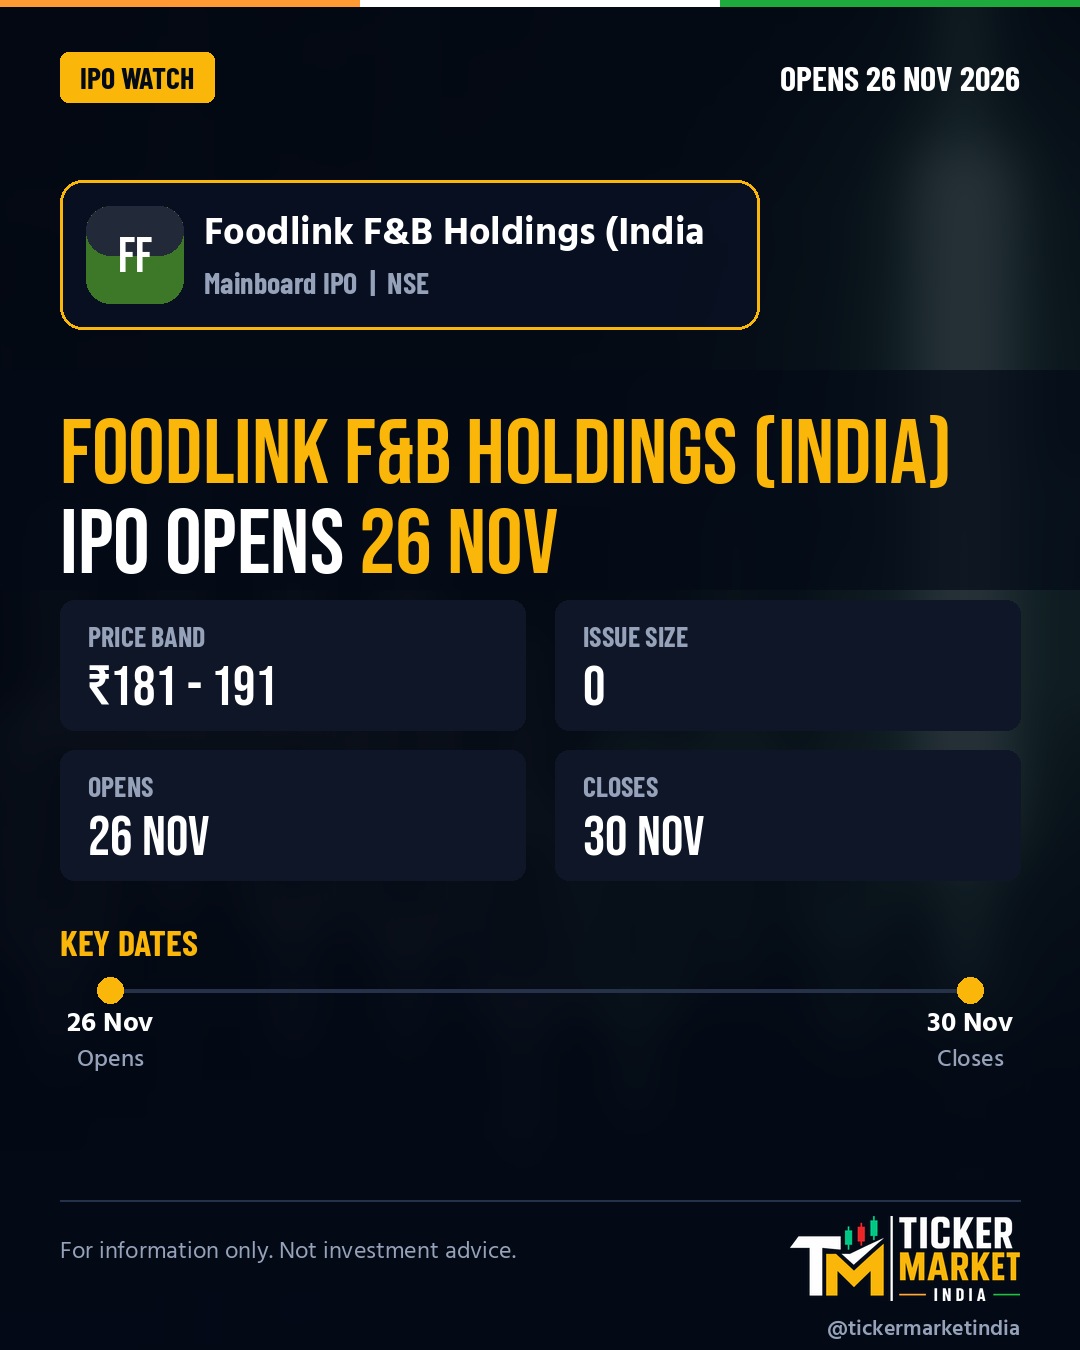 IPO WATCH
OPENS 26 NOV 2026
FF
Foodlink F&B Holdings (India
Mainboard IPO | NSE
FOODLINK F&B HOLDINGS (INDIA)
IPO OPENS 26 NOV
PRICE BAND
₹181 - 191
ISSUE SIZE
0
OPENS
26 NOV
CLOSES
30 NOV
KEY DATES
26 Nov
Opens
30 Nov
Closes
For information only. Not investment advice.
TM
TICKER
MARKET
INDIA
@tickermarketindia